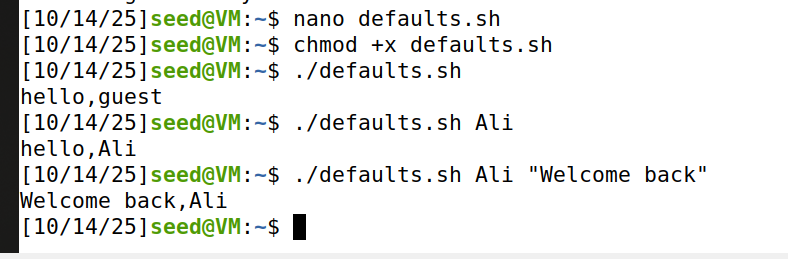 [10/14/25]seed@VM:~$ nano defaults.sh
[10/14/25]seed@VM:~$ chmod +x defaults.sh
[10/14/25]seed@VM:~$ ./defaults.sh
hello,guest
[10/14/25]seed@VM:~$ ./defaults.sh Ali
hello,Ali
[10/14/25]seed@VM:~$ ./defaults.sh Ali "Welcome back"
Welcome back,Ali
[10/14/25]seed@VM:~$